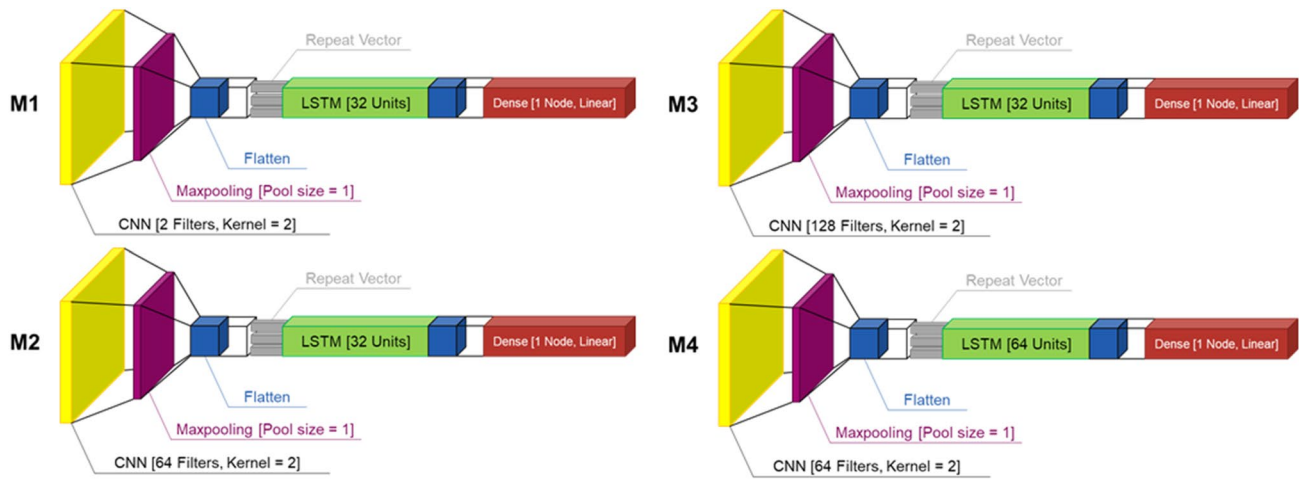 M1
Repeat Vector
LSTM [32 Units]
Dense [1 Node, Linear]
Flatten
Maxpooling [Pool size = 1]
CNN [2 Filters, Kernel = 2]
M3
Repeat Vector
LSTM [32 Units]
Dense [1 Node, Linear]
Flatten
Maxpooling [Pool size = 1]
CNN [128 Filters, Kernel = 2]
M2
Repeat Vector
LSTM [32 Units]
Dense [1 Node, Linear]
Flatten
Maxpooling [Pool size = 1]
CNN [64 Filters, Kernel = 2]
M4
Repeat Vector
LSTM [64 Units]
Dense [1 Node, Linear]
Flatten
Maxpooling [Pool size = 1]
CNN [64 Filters, Kernel = 2]